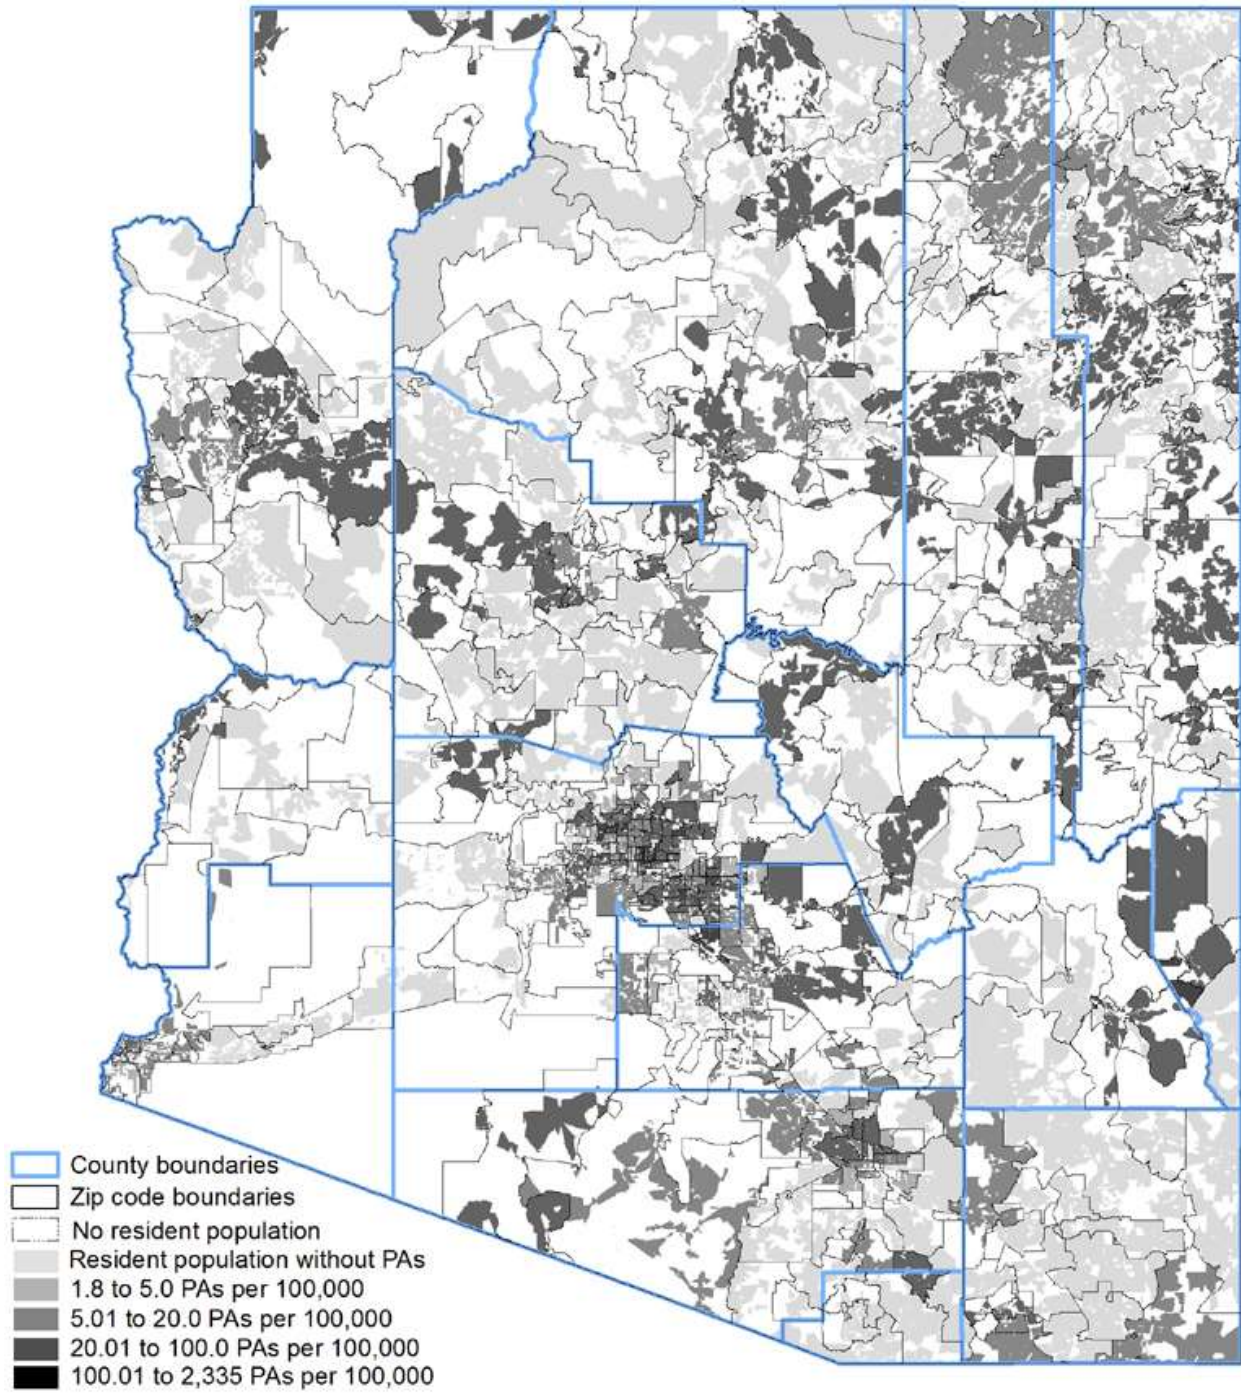 County boundaries
Zip code boundaries
No resident population
Resident population without PAs
1.8 to 5.0 PAs per 100,000
5.01 to 20.0 PAs per 100,000
20.01 to 100.0 PAs per 100,000
100.01 to 2,335 PAs per 100,000